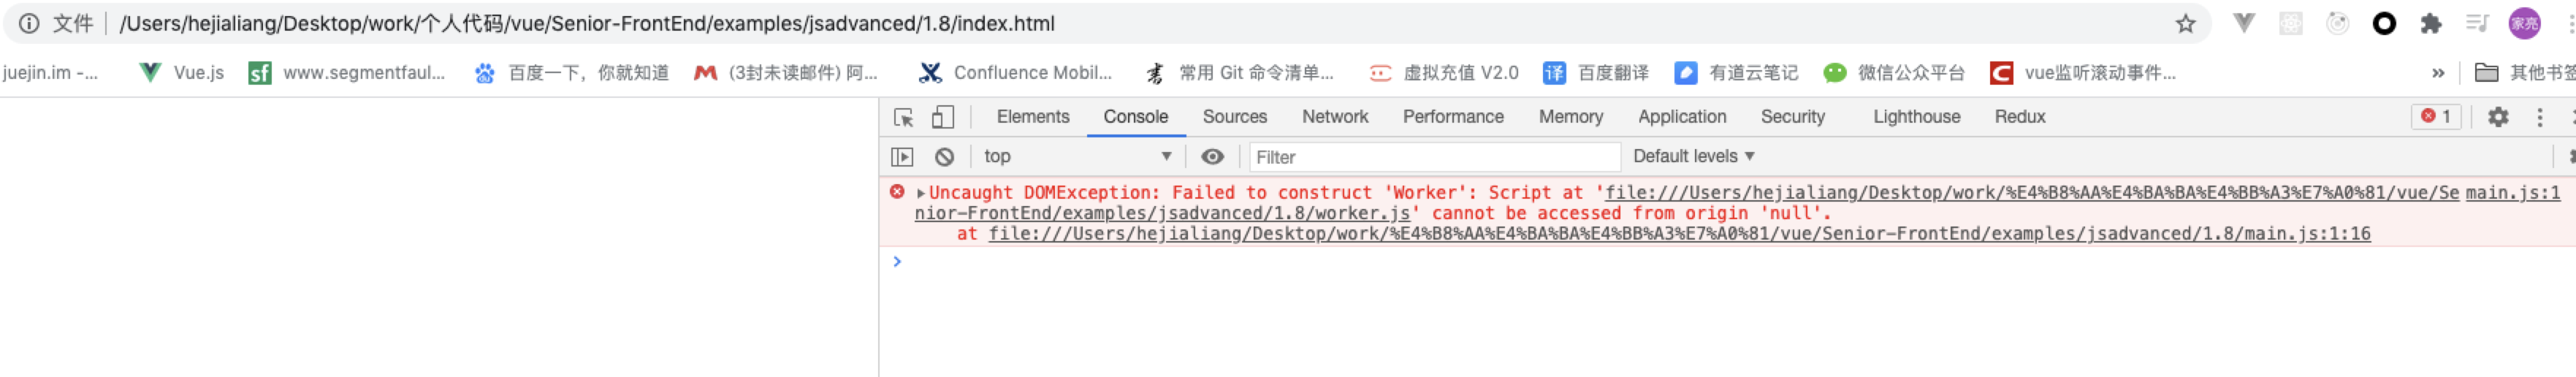 文件 /Users/hejialiang/Desktop/work/个人代码/vue/Senior-FrontEnd/examples/jsadvanced/1.8/index.html 家亮
juejin.im -... Vue.js sf www.segmentfaul... 百度一下，你就知道 (3封未读邮件) 阿... Confluence Mobil... 常用 Git 命令清单... 虚拟充值 V2.0 译 百度翻译 有道云笔记 微信公众平台 C vue监听滚动事件... » 其他书签
Elements Console Sources Network Performance Memory Application Security Lighthouse Redux 1
top Filter Default levels
Uncaught DOMException: Failed to construct 'Worker': Script at 'file:///Users/hejialiang/Desktop/work/%E4%B8%AA%E4%BA%BA%E4%BB%A3%E7%A0%81/vue/Se main.js:1
nior-FrontEnd/examples/jsadvanced/1.8/worker.js' cannot be accessed from origin 'null'.
at file:///Users/hejialiang/Desktop/work/%E4%B8%AA%E4%BA%BA%E4%BB%A3%E7%A0%81/vue/Senior-FrontEnd/examples/jsadvanced/1.8/main.js:1:16